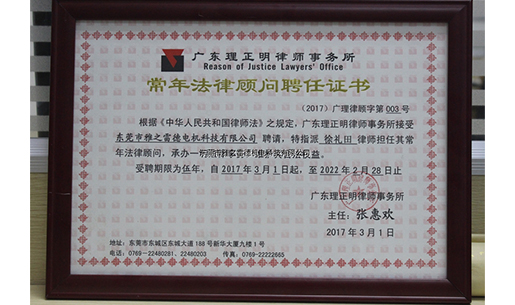 广东理正明律师事务所
Reason of Justice Lawyers' Office
常年法律顾问聘任证书
（2017）广理律顾字第 003号
根据《中华人民共和国律师法》之规定，广东理正明律师事务所接受
东莞市雅之雷德电机科技有限公司 聘请，特指派 徐礼田 律师担任其常
年法律顾问，承办一切
权益。
受聘期限为伍年，自 2017 年 3 月 1 日起，至 2022 年 2 月 28 日止
广东理正明律师事务所
主任：张惠欢
2017 年 3 月 1 日
地址：东莞市东城区东城大道 188 号新华大厦九楼 1 号
电话：0769—22480281、22480203 传真：0769-22222665